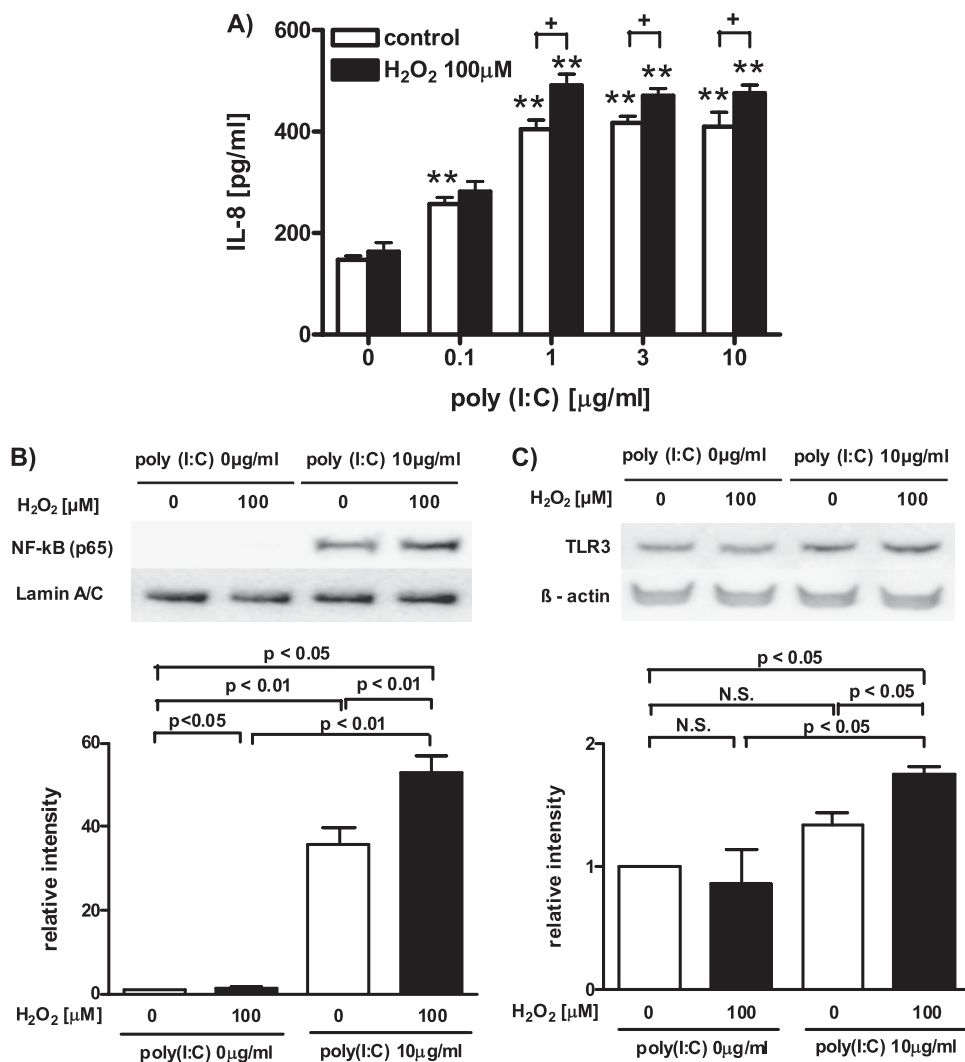 A)
600
400
200
0
IL-8 [pg/ml]
control
H₂O₂ 100μM
+ + +
** ** ** ** ** ** **
0 0.1 1 3 10
poly (I:C) [μg/ml]
B)
poly (I:C) 0μg/ml poly (I:C) 10μg/ml
H₂O₂ [μM] 0 100 0 100
NF-kB (p65)
Lamin A/C
p < 0.05
p < 0.01 p < 0.01
p<0.05 p < 0.01
60
40
20
0
relative intensity
H₂O₂ [μM] 0 100 0 100
poly(I:C) 0μg/ml poly(I:C) 10μg/ml
C)
poly (I:C) 0μg/ml poly (I:C) 10μg/ml
H₂O₂ [μM] 0 100 0 100
TLR3
ß - actin
p < 0.05
N.S. p < 0.05
N.S. p < 0.05
2
1
0
relative intensity
H₂O₂ [μM] 0 100 0 100
poly(I:C) 0μg/ml poly(I:C) 10μg/ml